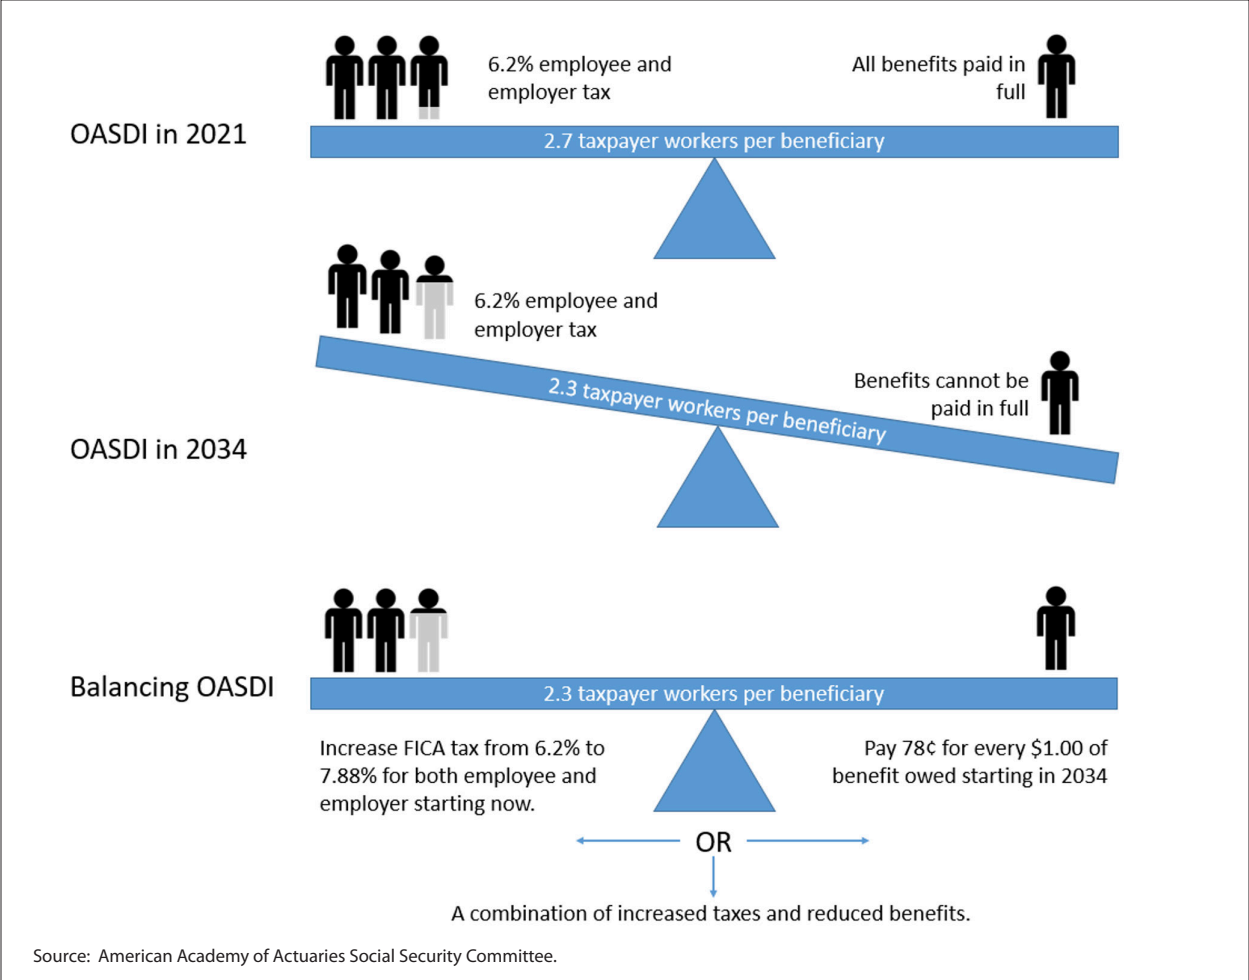 6.2% employee and
employer tax
All benefits paid in
full
OASDI in 2021
2.7 taxpayer workers per beneficiary
6.2% employee and
employer tax
Benefits cannot be
paid in full
2.3 taxpayer workers per beneficiary
OASDI in 2034
Balancing OASDI
2.3 taxpayer workers per beneficiary
Increase FICA tax from 6.2% to
7.88% for both employee and
employer starting now.
Pay 78¢ for every $1.00 of
benefit owed starting in 2034
OR
A combination of increased taxes and reduced benefits.
Source: American Academy of Actuaries Social Security Committee.